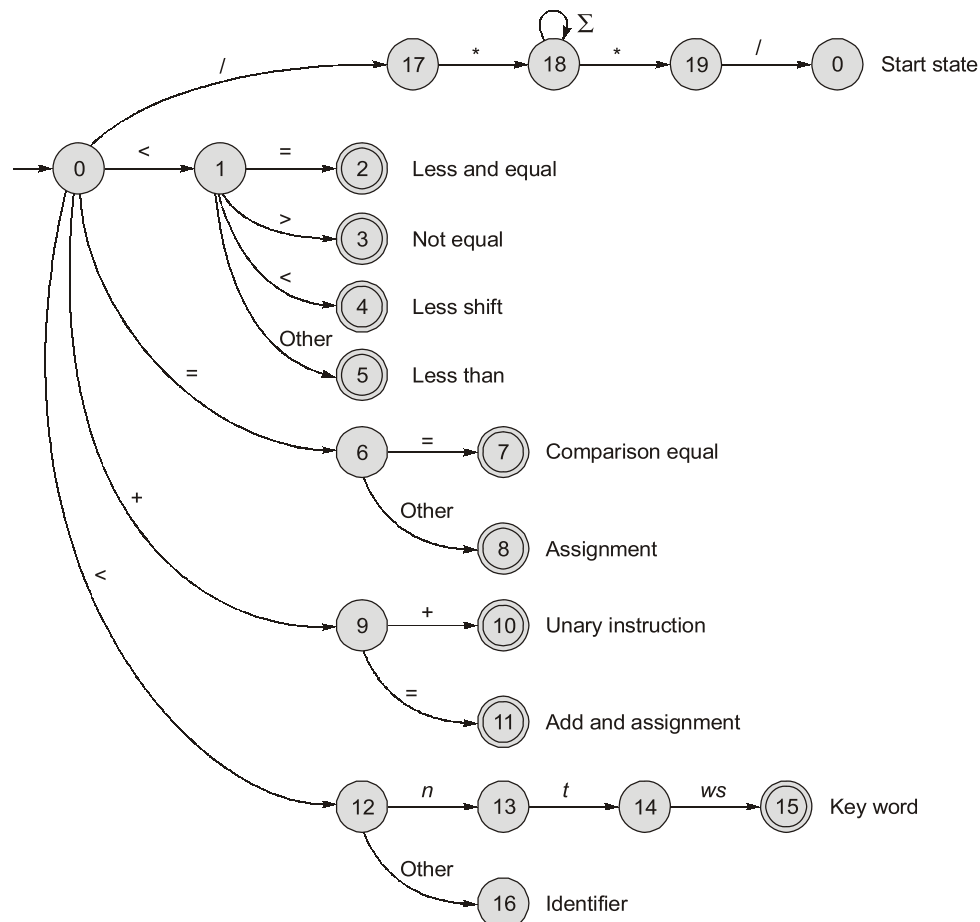 Σ
/ 17 * 18 * 19 / 0 Start state
0 < 1 = 2 Less and equal
> 3 Not equal
< 4 Less shift
Other 5 Less than
= 6 = 7 Comparison equal
Other 8 Assignment
+ 9 + 10 Unary instruction
= 11 Add and assignment
< 12 n 13 t 14 ws 15 Key word
Other 16 Identifier